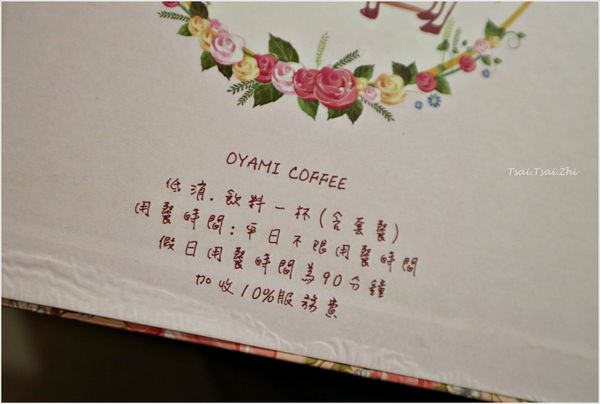 OYAMI COFFEE
Tsai.Tsai.Zhi
低消.飲料一杯(含套餐)
用餐時間:平日不限用餐時間
假日用餐時間為90分鐘
加收10%服務費